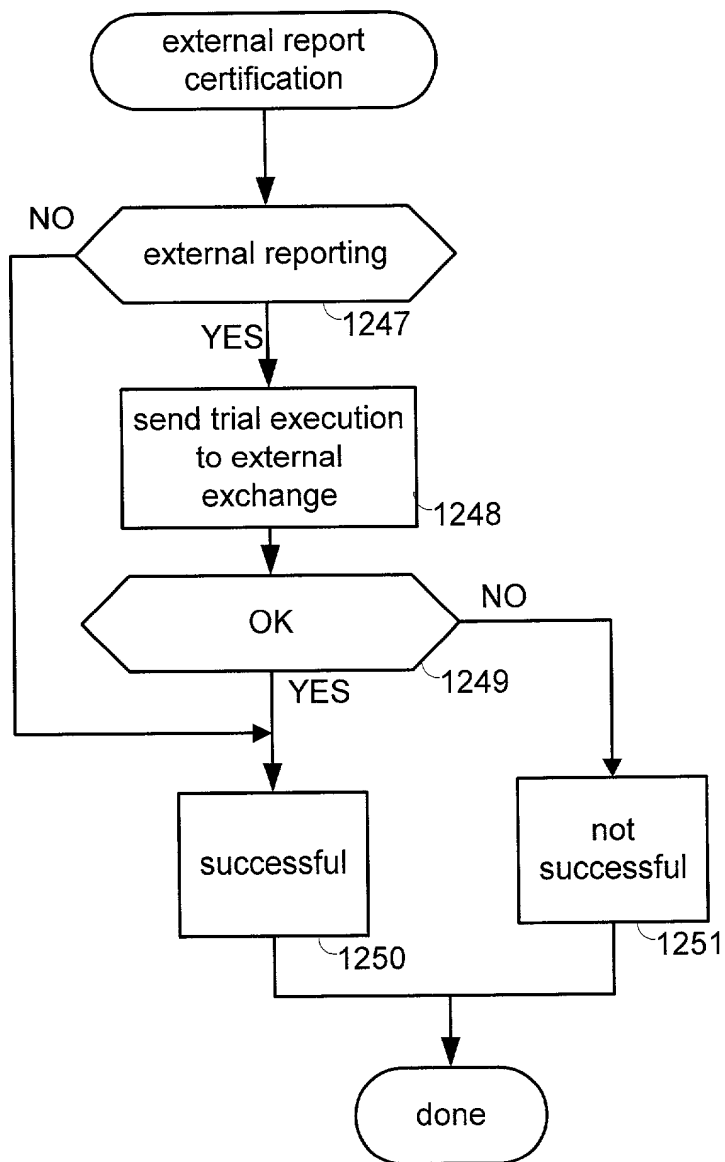 external report
certification
NO
external reporting
1247
YES
send trial execution
to external
exchange
1248
OK
NO
1249
YES
successful
1250
not
successful
1251
done